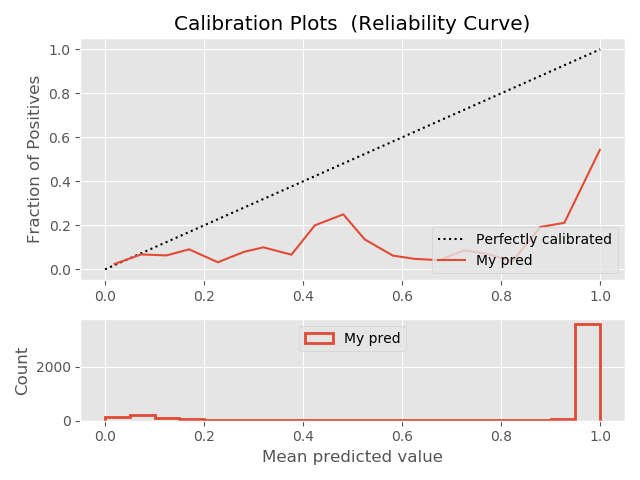 Calibration Plots  (Reliability Curve)
1.0
0.8
0.6
0.4
0.2
0.0
Fraction of Positives
Perfectly calibrated
My pred
0.0 0.2 0.4 0.6 0.8 1.0
My pred
2000
0
Count
0.0 0.2 0.4 0.6 0.8 1.0
Mean predicted value